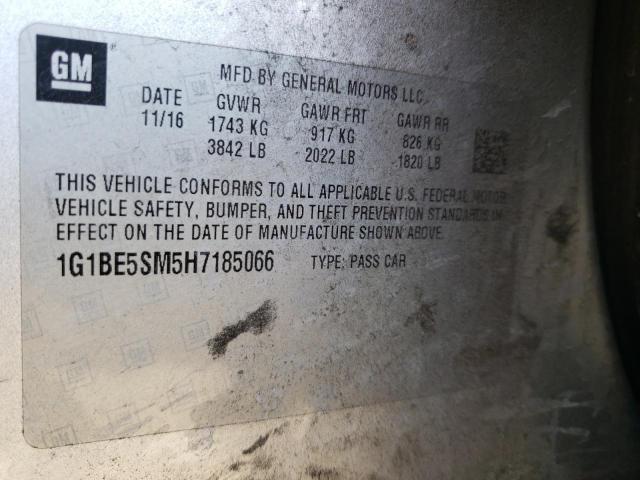 GM
MFD BY GENERAL MOTORS LLC
DATE GVWR GAWR FRT GAWR RR
11/16 1743 KG 917 KG 826 KG
3842 LB 2022 LB 1820 LB
THIS VEHICLE CONFORMS TO ALL APPLICABLE U.S. FEDERAL MOTOR
VEHICLE SAFETY, BUMPER, AND THEFT PREVENTION STANDARDS IN
EFFECT ON THE DATE OF MANUFACTURE SHOWN ABOVE.
1G1BE5SM5H7185066 TYPE: PASS CAR